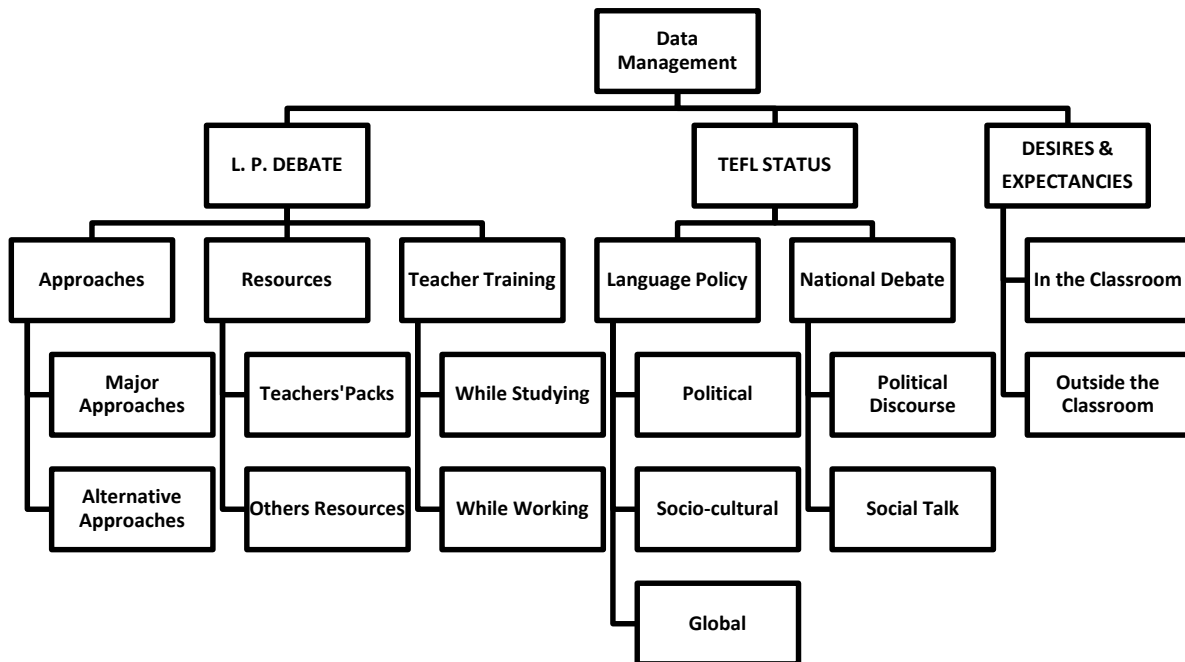 Data
Management
L. P. DEBATE
TEFL STATUS
DESIRES &
EXPECTANCIES
Approaches
Resources
Teacher Training
Language Policy
National Debate
In the Classroom
Major
Approaches
Teachers'Packs
While Studying
Political
Political
Discourse
Outside the
Classroom
Alternative
Approaches
Others Resources
While Working
Socio-cultural
Social Talk
Global